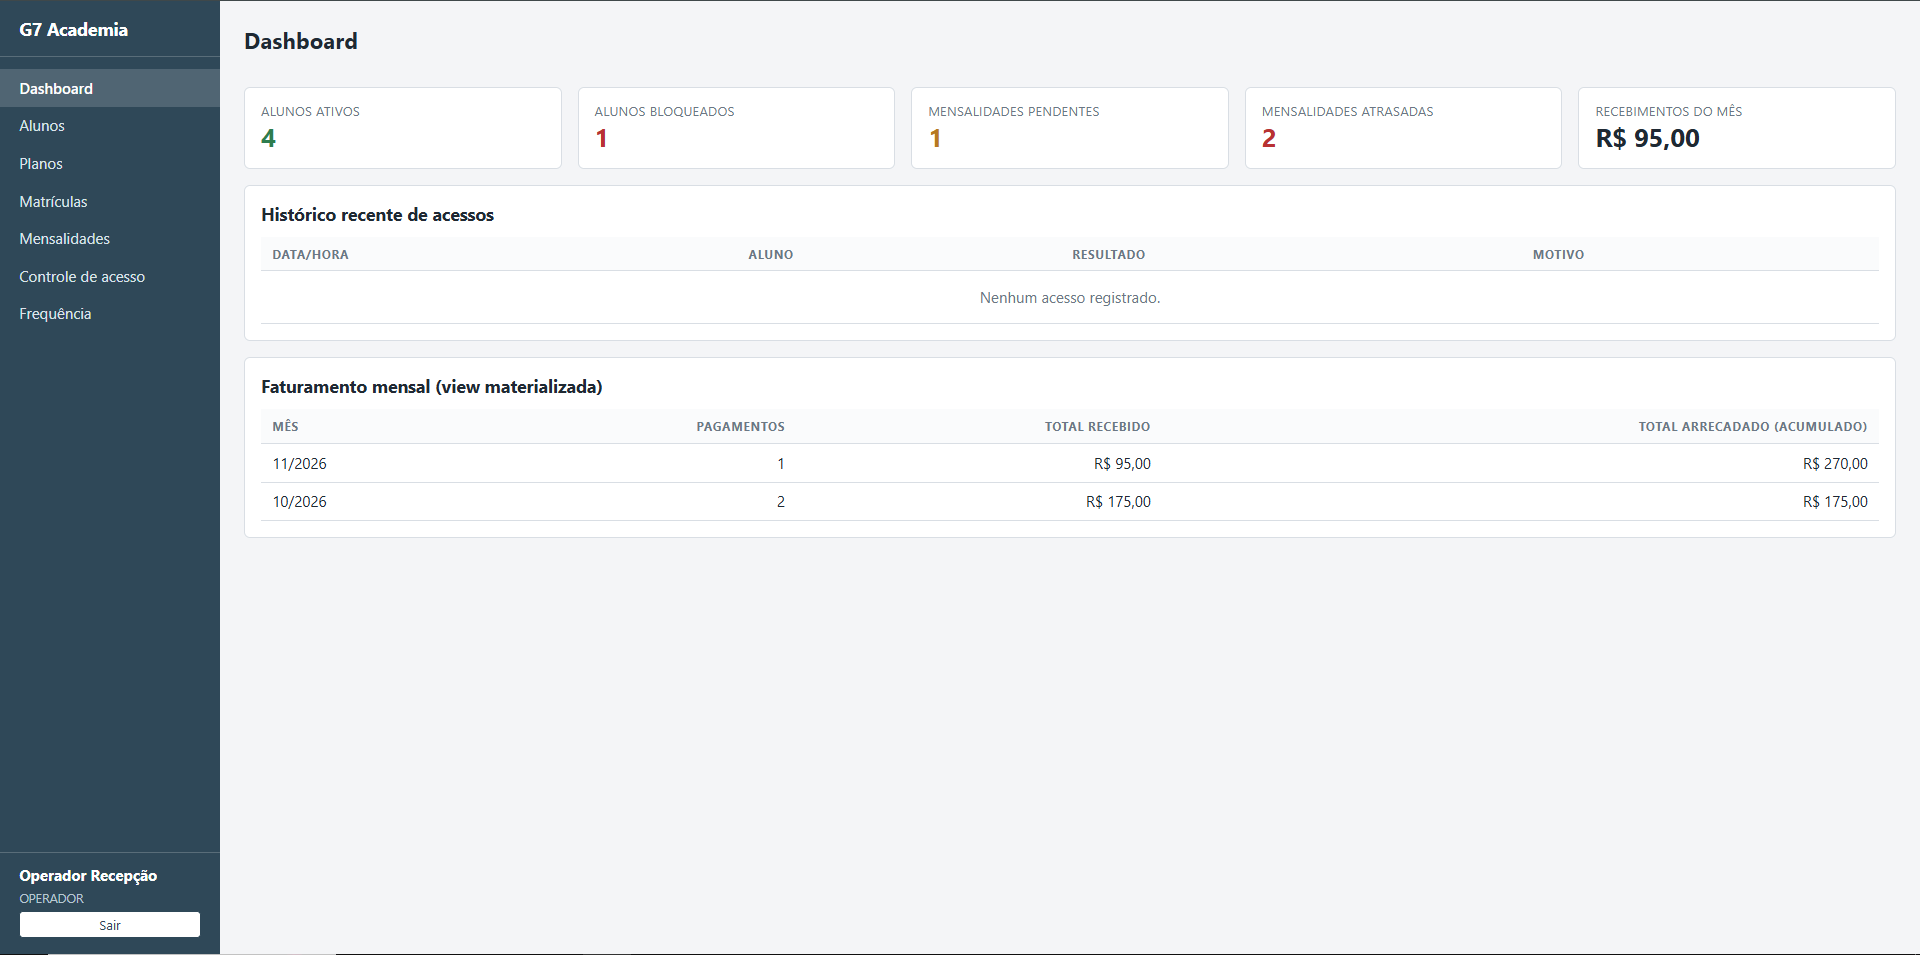 G7 Academia
Dashboard
Alunos
Planos
Matrículas
Mensalidades
Controle de acesso
Frequência
Operador Recepção
OPERADOR
Sair
Dashboard
ALUNOS ATIVOS
4
ALUNOS BLOQUEADOS
1
MENSALIDADES PENDENTES
1
MENSALIDADES ATRASADAS
2
RECEBIMENTOS DO MÊS
R$ 95,00
Histórico recente de acessos
DATA/HORA ALUNO RESULTADO MOTIVO
Nenhum acesso registrado.
Faturamento mensal (view materializada)
MÊS PAGAMENTOS TOTAL RECEBIDO TOTAL ARRECADADO (ACUMULADO)
11/2026 1 R$ 95,00 R$ 270,00
10/2026 2 R$ 175,00 R$ 175,00